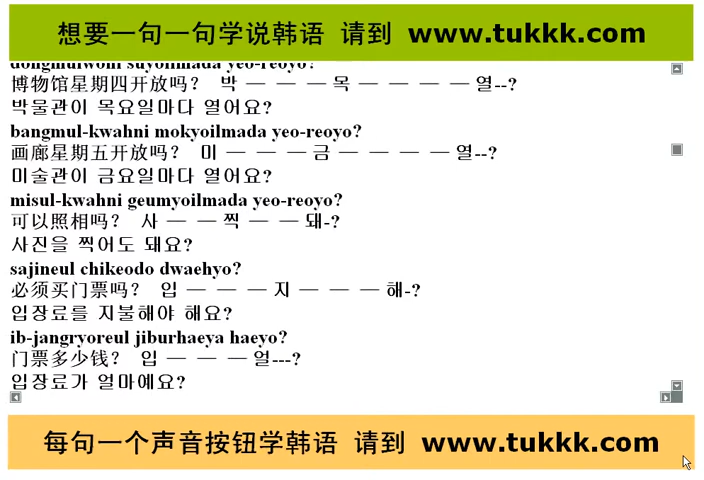 想要一句一句学说韩语 请到 www.tukkk.com
dongmulwoni suyoilmada yeo-reoyo?
博物馆星期四开放吗? 박 — — — 목 — — — — 열--?
박물관이 목요일마다 열어요?
bangmul-kwahni mokyoilmada yeo-reoyo?
画廊星期五开放吗? 미 — — — 금 — — — — 열--?
미술관이 금요일마다 열어요?
misul-kwahni geumyoilmada yeo-reoyo?
可以照相吗? 사 — — 찍 — — 돼-?
사진을 찍어도 돼요?
sajineul chikeodo dwaehyo?
必须买门票吗? 입 — — — 지 — — — 해-?
입장료를 지불해야 해요?
ib-jangryoreul jiburhaeya haeyo?
门票多少钱? 입 — — — 얼---?
입장료가 얼마예요?
每句一个声音按钮学韩语 请到 www.tukkk.com